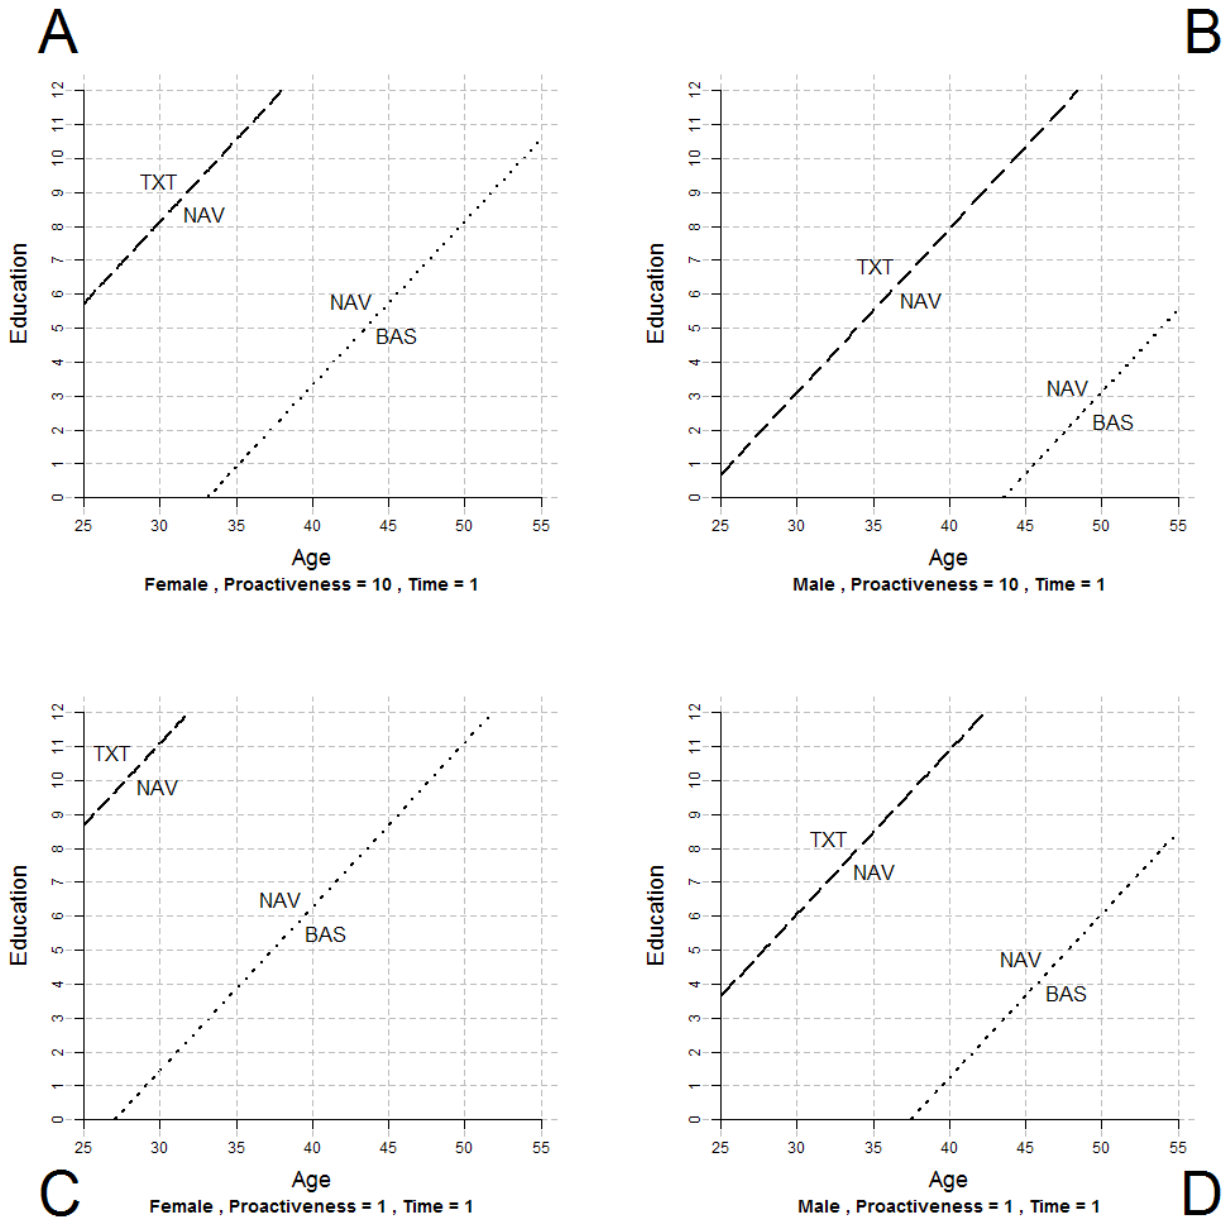 A
B
12
11
10
9
8
7
6
5
4
3
2
1
0
Education
TXT
NAV
NAV
BAS
25 30 35 40 45 50 55
Age
Female , Proactiveness = 10 , Time = 1
12
11
10
9
8
7
6
5
4
3
2
1
0
Education
TXT
NAV
NAV
BAS
25 30 35 40 45 50 55
Age
Male , Proactiveness = 10 , Time = 1
12
11
10
9
8
7
6
5
4
3
2
1
0
Education
TXT
NAV
NAV
BAS
25 30 35 40 45 50 55
Age
C
Female , Proactiveness = 1 , Time = 1
12
11
10
9
8
7
6
5
4
3
2
1
0
Education
TXT
NAV
NAV
BAS
25 30 35 40 45 50 55
Age
Male , Proactiveness = 1 , Time = 1
D